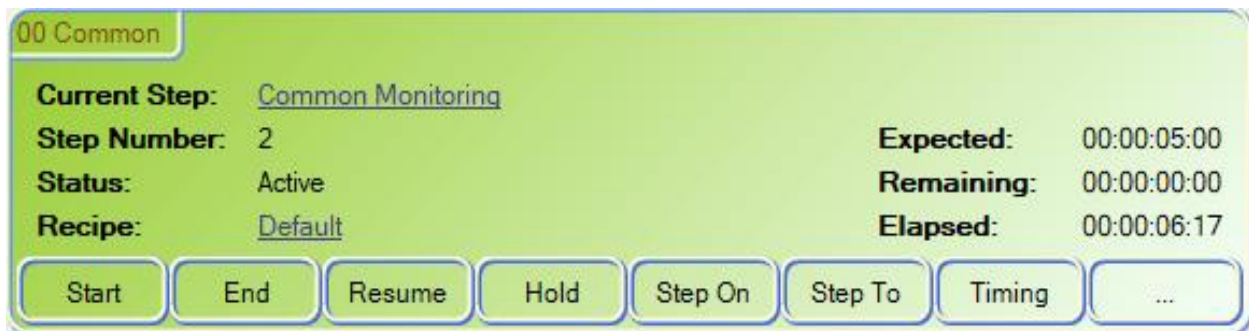 00 Common
Current Step: Common Monitoring
Step Number: 2 Expected: 00:00:05:00
Status: Active Remaining: 00:00:00:00
Recipe: Default Elapsed: 00:00:06:17
Start End Resume Hold Step On Step To Timing ...